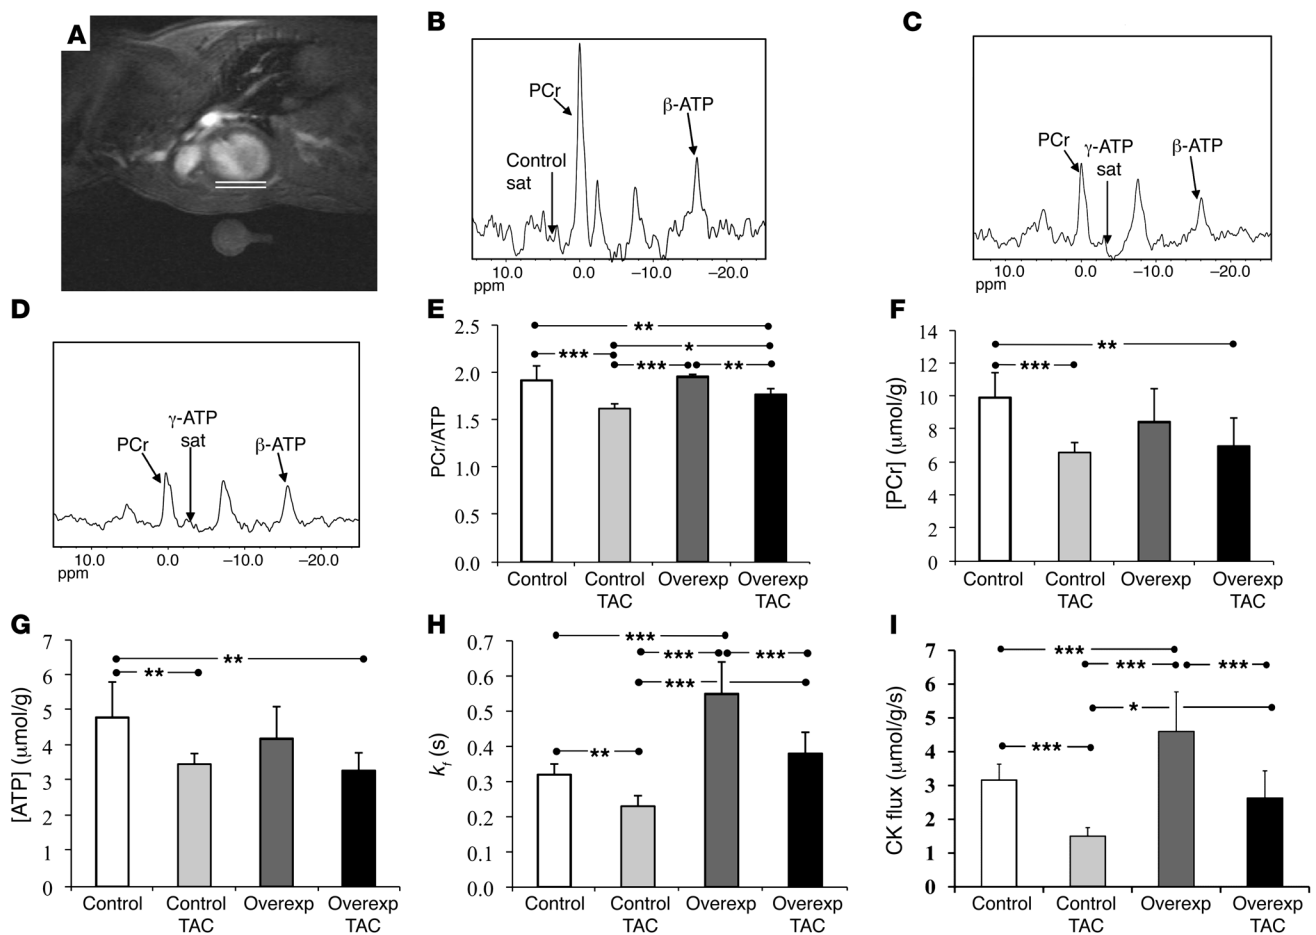 A
B
PCr
β-ATP
Control
sat
10.0 0.0 −10.0 −20.0
ppm
C
PCr γ-ATP
sat
β-ATP
10.0 0.0 −10.0 −20.0
ppm
D
γ-ATP
sat
PCr
β-ATP
10.0 0.0 −10.0 −20.0
ppm
E
PCr/ATP
2.5
2.0
1.5
1.0
0.5
0.0
**
*** *
*** **
Control
Control
TAC
Overexp
Overexp
TAC
F
[PCr] (μmol/g)
14
12
10
8
6
4
2
0
**
***
Control
Control
TAC
Overexp
Overexp
TAC
G
[ATP] (μmol/g)
7
6
5
4
3
2
1
0
**
**
Control
Control
TAC
Overexp
Overexp
TAC
H
kf (s)
0.7
0.6
0.5
0.4
0.3
0.2
0.1
0.0
***
*** ***
***
**
Control
Control
TAC
Overexp
Overexp
TAC
I
CK flux (μmol/g/s)
7
6
5
4
3
2
1
0
***
*** ***
*
***
Control
Control
TAC
Overexp
Overexp
TAC